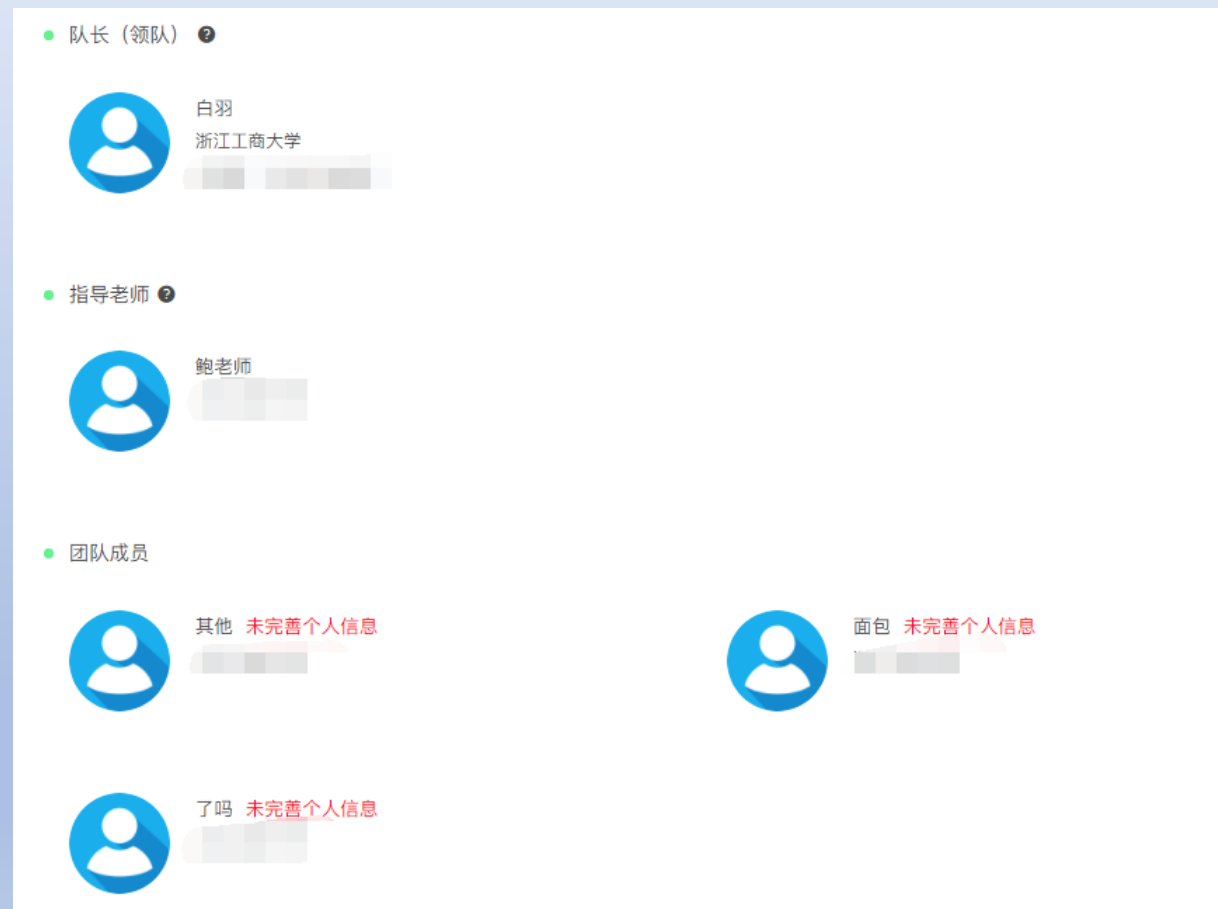 队长（领队） ?
白羽
浙江工商大学
指导老师 ?
鲍老师
团队成员
其他 未完善个人信息
面包 未完善个人信息
了吗 未完善个人信息